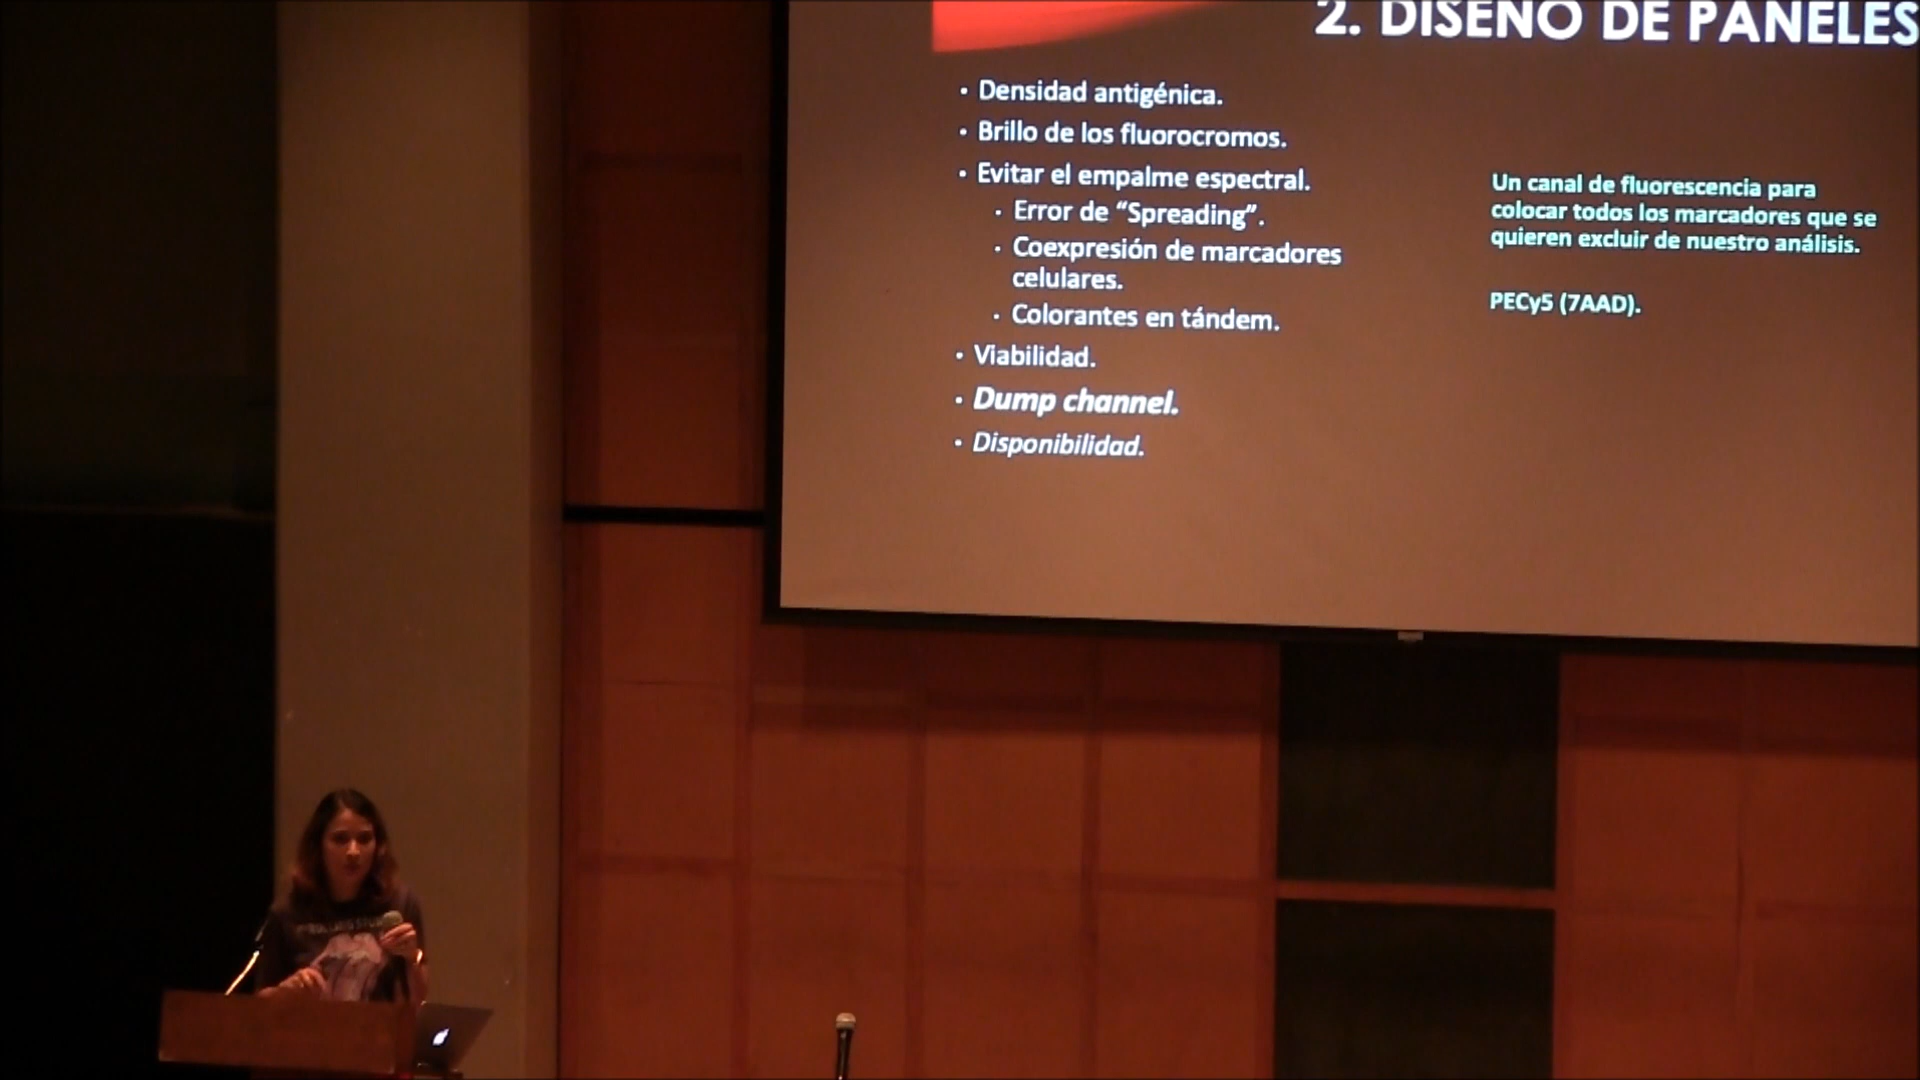 2. DISEÑO DE PANELES
• Densidad antigénica.
• Brillo de los fluorocromos.
• Evitar el empalme espectral.
• Error de “Spreading”.
• Coexpresión de marcadores
celulares.
• Colorantes en tándem.
• Viabilidad.
• Dump channel.
• Disponibilidad.
Un canal de fluorescencia para
colocar todos los marcadores que se
quieren excluir de nuestro análisis.
PECy5 (7AAD).